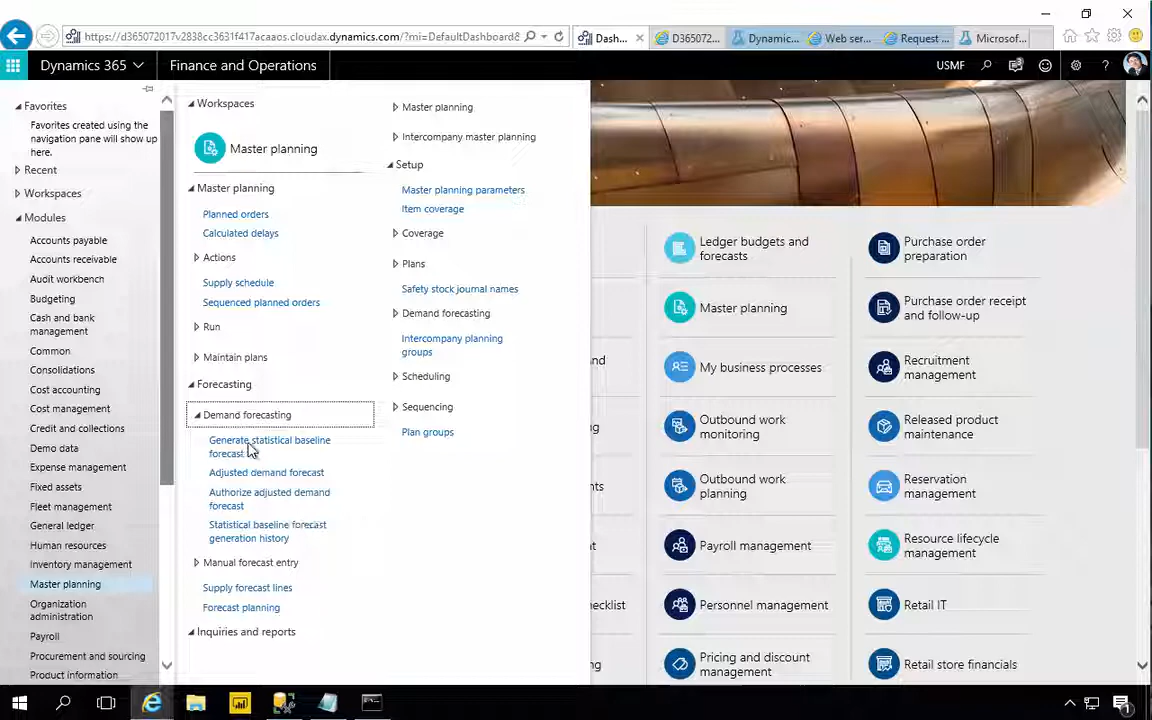 https://d365072017v2838cc3631f417acaaos.cloudax.dynamics.com/?mi=DefaultDashboard&
Dash...
D365072...
Dynamic...
Web ser...
Request ...
Microsof...
Dynamics 365
Finance and Operations
USMF
Favorites
Favorites created using the
navigation pane will show up
here.
Recent
Workspaces
Modules
Accounts payable
Accounts receivable
Audit workbench
Budgeting
Cash and bank
management
Common
Consolidations
Cost accounting
Cost management
Credit and collections
Demo data
Expense management
Fixed assets
Fleet management
General ledger
Human resources
Inventory management
Master planning
Organization
administration
Payroll
Procurement and sourcing
Product information
Workspaces
Master planning
Master planning
Planned orders
Calculated delays
Actions
Supply schedule
Sequenced planned orders
Run
Maintain plans
Forecasting
Demand forecasting
Generate statistical baseline
forecast
Adjusted demand forecast
Authorize adjusted demand
forecast
Statistical baseline forecast
generation history
Manual forecast entry
Supply forecast lines
Forecast planning
Inquiries and reports
Master planning
Intercompany master planning
Setup
Master planning parameters
Item coverage
Coverage
Plans
Safety stock journal names
Demand forecasting
Intercompany planning
groups
Scheduling
Sequencing
Plan groups
Ledger budgets and
forecasts
Master planning
My business processes
Outbound work
monitoring
Outbound work
planning
Payroll management
Personnel management
Pricing and discount
management
Purchase order
preparation
Purchase order receipt
and follow-up
Recruitment
management
Released product
maintenance
Reservation
management
Resource lifecycle
management
Retail IT
Retail store financials